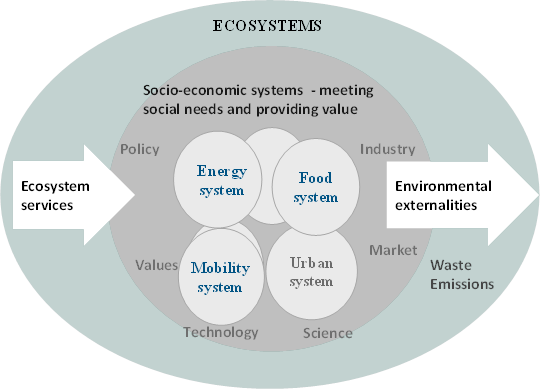 ECOSYSTEMS
Socio-economic systems - meeting
social needs and providing value
Policy
Industry
Energy
system
Food
system
Ecosystem
services
Environmental
externalities
Values
Market
Mobility
system
Urban
system
Waste
Emissions
Technology
Science